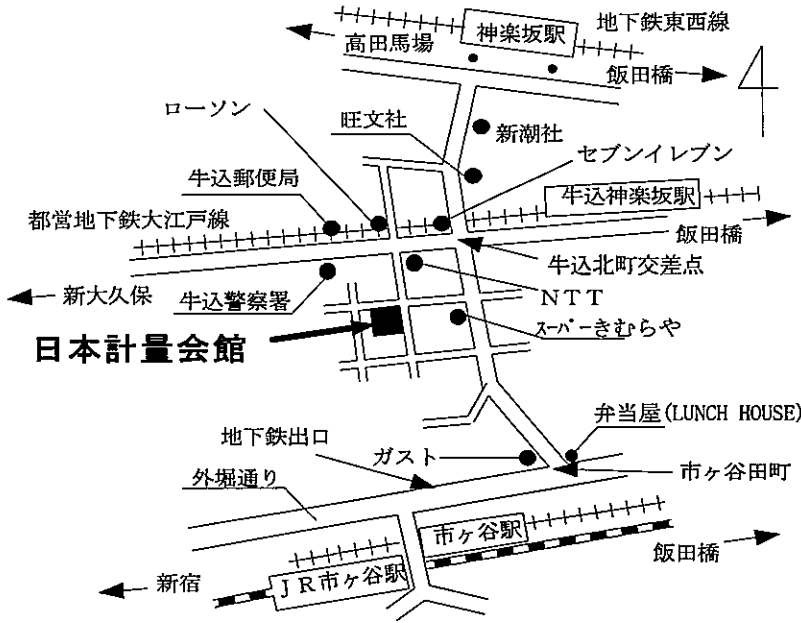 地下鉄東西線
神楽坂駅
高田馬場
飯田橋
ローソン
旺文社
新潮社
セブンイレブン
牛込郵便局
牛込神楽坂駅
都営地下鉄大江戸線
飯田橋
牛込北町交差点
新大久保
牛込警察署
NTT
スーパーきむらや
日本計量会館
弁当屋(LUNCH HOUSE)
地下鉄出口
ガスト
市ヶ谷田町
外堀通り
市ヶ谷駅
飯田橋
新宿
JR市ヶ谷駅